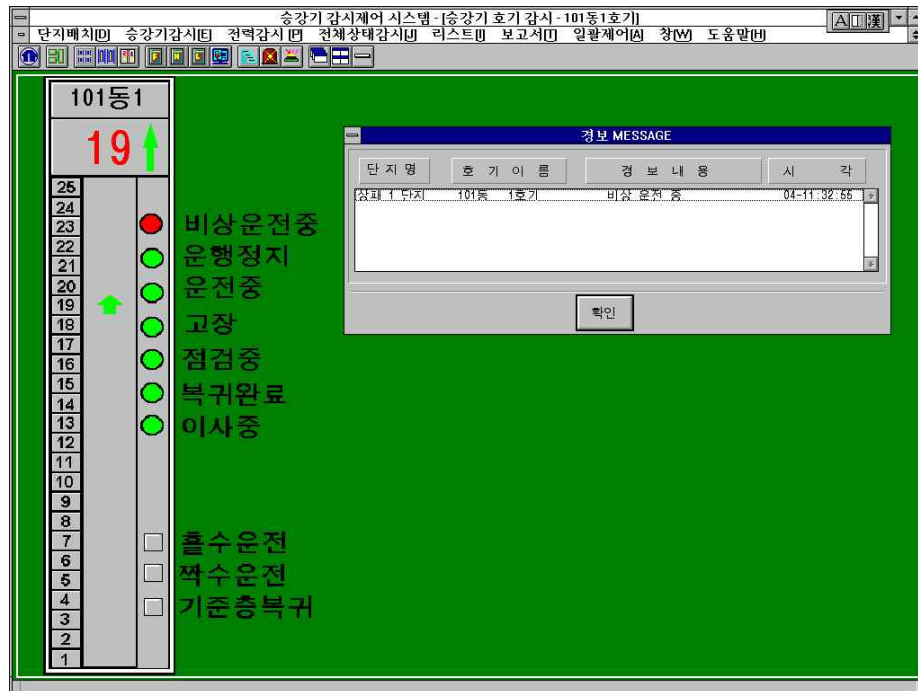 승강기 감시제어 시스템 - [승강기 호기 감시 - 101동1호기]
A 漢
단지배치[D] 승강기감시[E] 전력감시[P] 전체상태감시[J] 리스트[I] 보고서[T] 일괄제어[A] 창[W] 도움말[H]
101동1
19
경보 MESSAGE
단지명 호기이름 경보내용 시각
상패 1 단지 101동 1호기 비상 운전 중 04-11:32:55
확인
25
24
23 비상운전중
22 운행정지
21
20 운전중
19
18 고장
17
16 점검중
15 복귀완료
14
13 이사중
12
11
10
9
8
7 홀수운전
6
5 짝수운전
4 기준층복귀
3
2
1